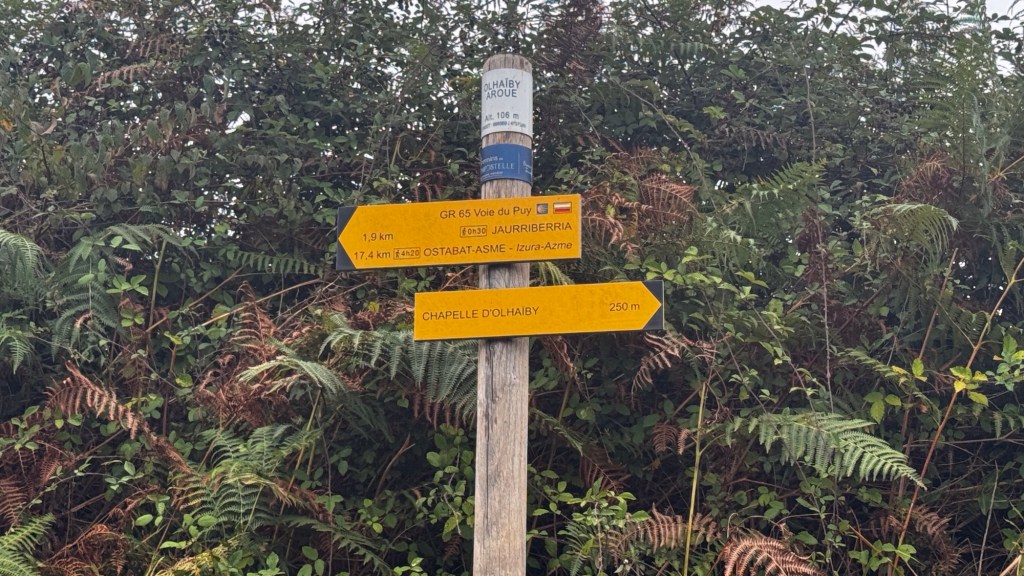 OLHAÏBY
AROUE
Alt. 106 m
GR 65 Voie du Puy
1,9 km 0h30 JAURRIBERRIA
17,4 km 4h20 OSTABAT-ASME - Izura-Azme
CHAPELLE D'OLHAÏBY 250 m